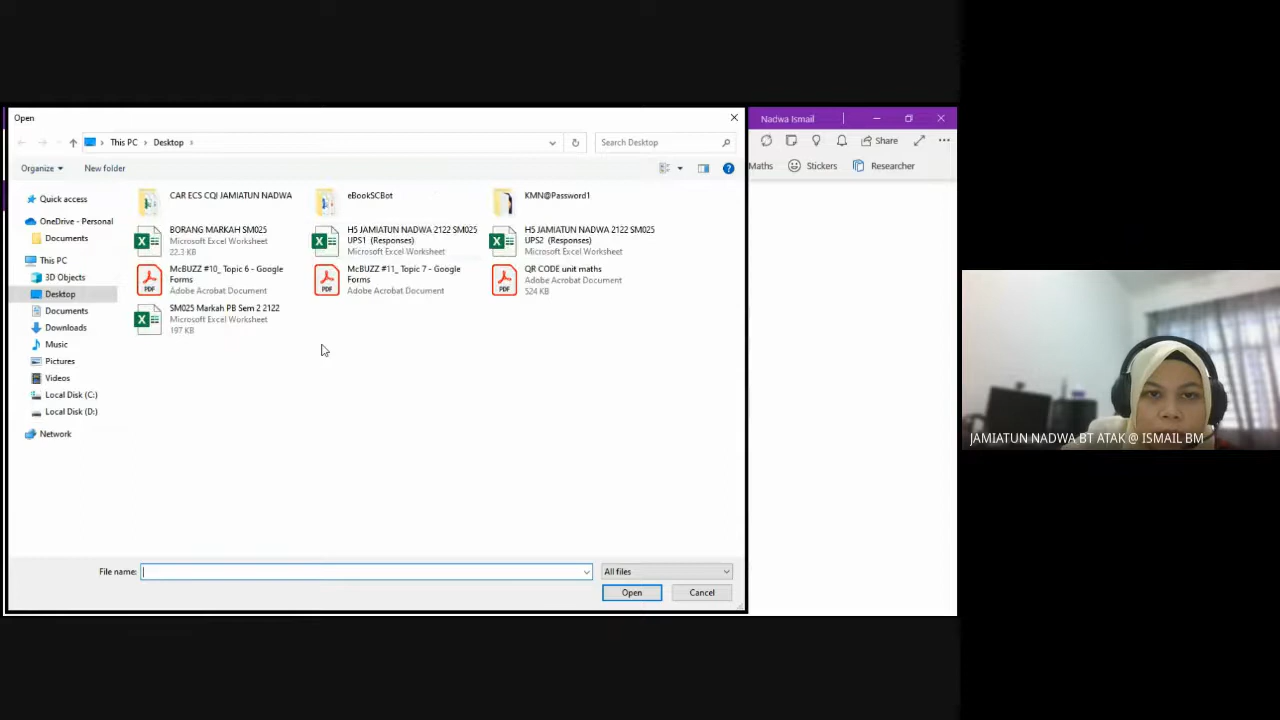 Open
Nadwa Ismail
This PC
Desktop
Search Desktop
Share
Organize
New folder
Maths
Stickers
Researcher
Quick access
OneDrive - Personal
Documents
This PC
3D Objects
Desktop
Documents
Downloads
Music
Pictures
Videos
Local Disk (C:)
Local Disk (D:)
Network
CAR ECS CQI JAMIATUN NADWA
eBookSCBot
KMN@Password1
BORANG MARKAH SM025
Microsoft Excel Worksheet
22.3 KB
H5 JAMIATUN NADWA 2122 SM025
UPS1 (Responses)
Microsoft Excel Worksheet
H5 JAMIATUN NADWA 2122 SM025
UPS2 (Responses)
Microsoft Excel Worksheet
McBUZZ #10_ Topic 6 - Google
Forms
Adobe Acrobat Document
McBUZZ #11_ Topic 7 - Google
Forms
Adobe Acrobat Document
QR CODE unit maths
Adobe Acrobat Document
524 KB
SM025 Markah PB Sem 2 2122
Microsoft Excel Worksheet
197 KB
File name:
All files
Open
Cancel
JAMIATUN NADWA BT ATAK @ ISMAIL BM